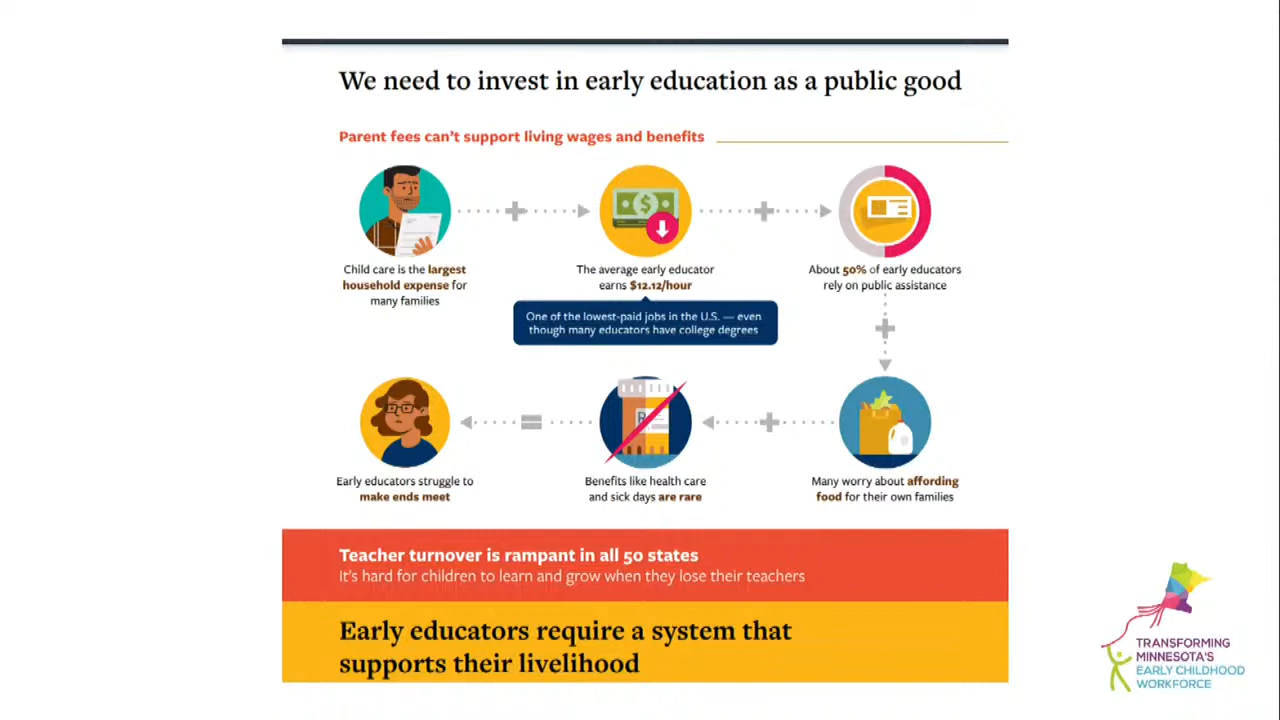 We need to invest in early education as a public good
Parent fees can't support living wages and benefits
Child care is the largest
household expense for
many families
The average early educator
earns $12.12/hour
One of the lowest-paid jobs in the U.S. — even
though many educators have college degrees
About 50% of early educators
rely on public assistance
Many worry about affording
food for their own families
Benefits like health care
and sick days are rare
Early educators struggle to
make ends meet
Teacher turnover is rampant in all 50 states
It's hard for children to learn and grow when they lose their teachers
Early educators require a system that
supports their livelihood
TRANSFORMING
MINNESOTA'S
EARLY CHILDHOOD
WORKFORCE